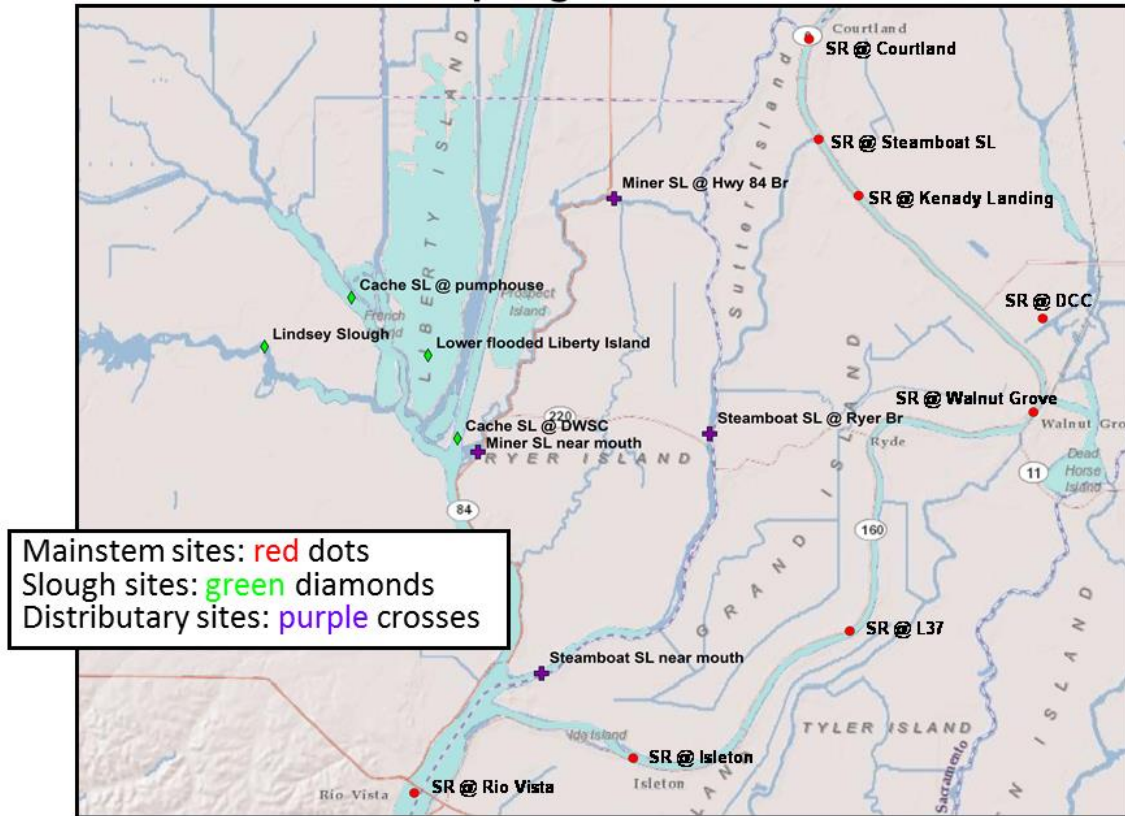 Courtland
SR @ Courtland
SR @ Steamboat SL
Miner SL @ Hwy 84 Br
SR @ Kenady Landing
LIBERTY ISLAND
Sutter Island
Cache SL @ pumphouse
Prospect
Island
SR @ DCC
French
Lindsey Slough
Lower flooded Liberty Island
SR @ Walnut Grove
220
Steamboat SL @ Ryer Br
Walnut Gro
Cache SL @ DWSC
Miner SL near mouth
Ryde
RYER ISLAND
Dead
Horse
Island
11
84
160
GRAND ISLAND
Mainstem sites: red dots
Slough sites: green diamonds
Distributary sites: purple crosses
SR @ L37
Steamboat SL near mouth
TYLER ISLAND
Ida Island
SR @ Isleton
Isleton
SR @ Rio Vista
Rio Vista
Sacramento